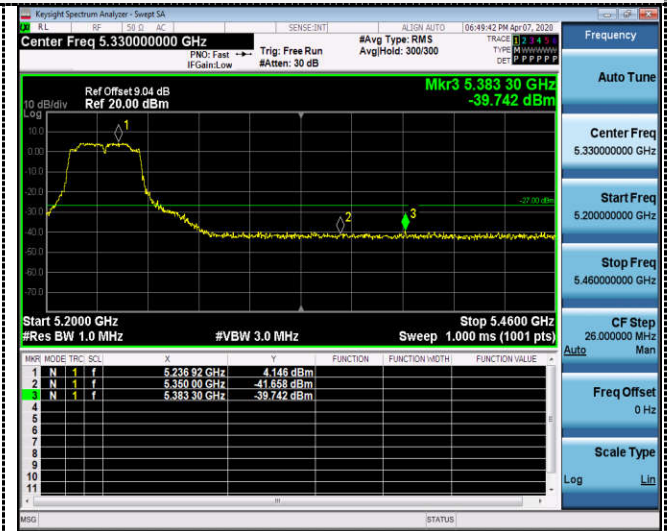 Keysight Spectrum Analyzer - Swept SA
RL RF 50 Ω AC SENSE:INT ALIGN AUTO 06:49:42 PM Apr 07, 2020
Center Freq 5.330000000 GHz
PNO: Fast
IFGain:Low
Trig: Free Run
#Atten: 30 dB
#Avg Type: RMS
Avg|Hold: 300/300
TRACE 1 2 3 4 5 6
TYPE M W W W W W
DET P P P P P P
Frequency
Auto Tune
Center Freq
5.330000000 GHz
Start Freq
5.200000000 GHz
Stop Freq
5.460000000 GHz
CF Step
26.000000 MHz
Auto Man
Freq Offset
0 Hz
Scale Type
Log Lin
Mkr3 5.383 30 GHz
-39.742 dBm
Ref Offset 9.04 dB
Ref 20.00 dBm
10 dB/div
Log
10.0
0.00
-10.0
-20.0
-30.0
-40.0
-50.0
-60.0
-70.0
1
2
3
-27.00 dBm
Start 5.2000 GHz Stop 5.4600 GHz
#Res BW 1.0 MHz #VBW 3.0 MHz Sweep 1.000 ms (1001 pts)
MKR MODE TRC SCL X Y FUNCTION FUNCTION WIDTH FUNCTION VALUE
1 N 1 f 5.236 92 GHz 4.146 dBm
2 N 1 f 5.350 00 GHz -41.658 dBm
3 N 1 f 5.383 30 GHz -39.742 dBm
4
5
6
7
8
9
10
11
MSG STATUS